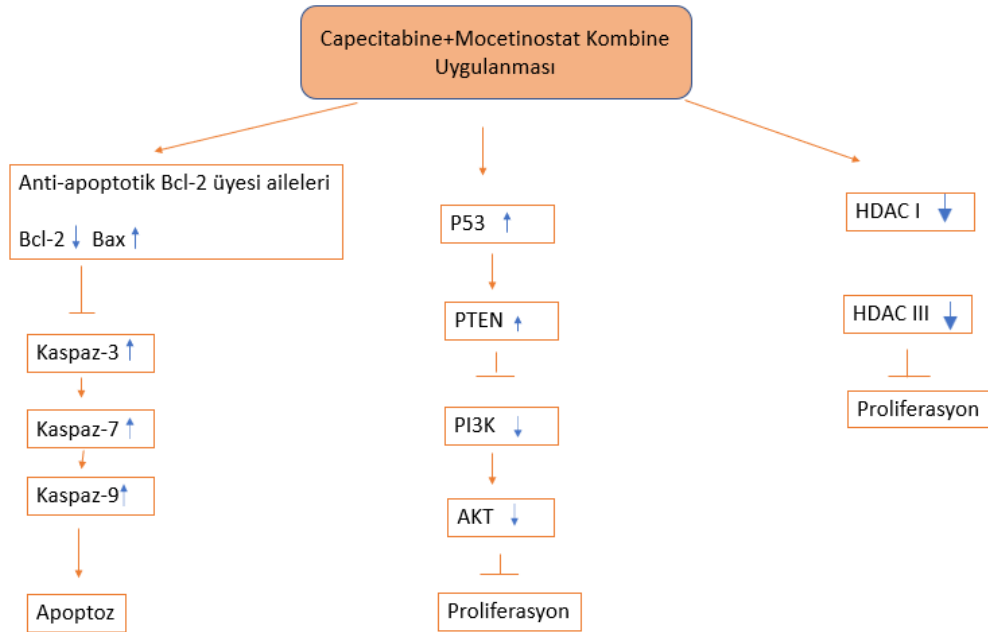 Capecitabine+Mocetinostat Kombine
Uygulanması
Anti-apoptotik Bcl-2 üyesi aileleri
Bcl-2 Bax
Kaspaz-3
Kaspaz-7
Kaspaz-9
Apoptoz
P53
PTEN
PI3K
AKT
Proliferasyon
HDAC I
HDAC III
Proliferasyon